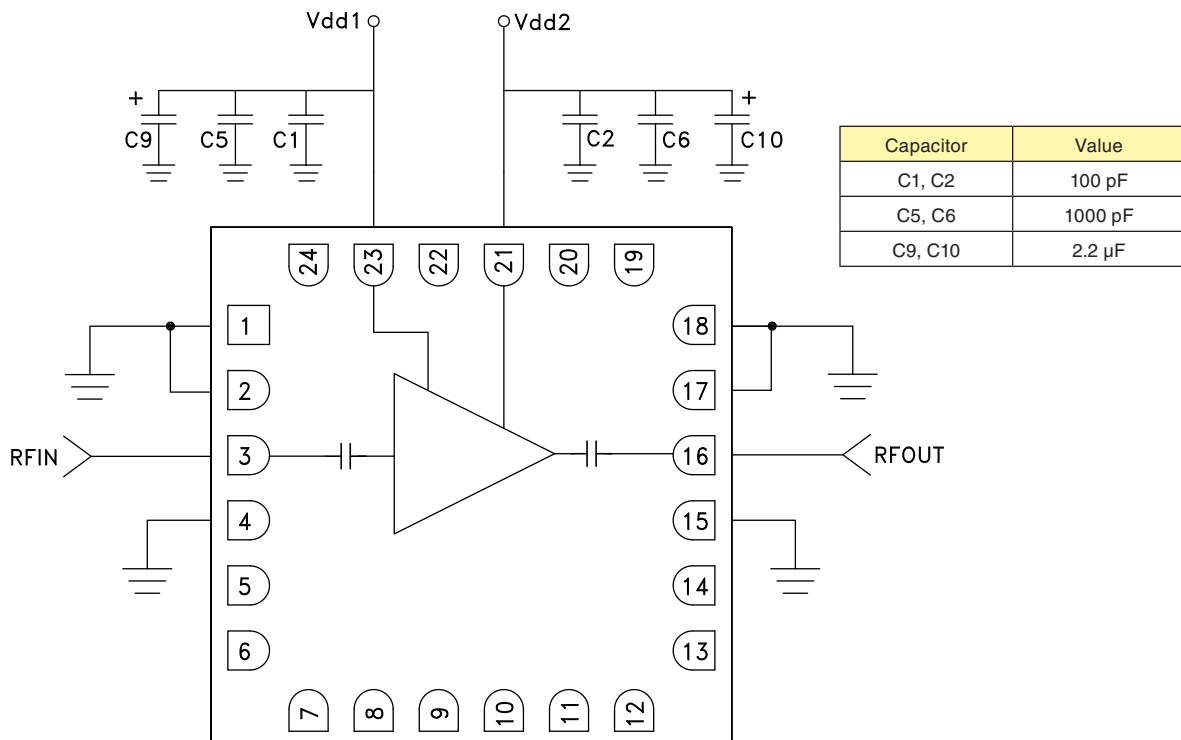 Vdd1
Vdd2
+
+
C9
C5
C1
C2
C6
C10
Capacitor Value
C1, C2 100 pF
C5, C6 1000 pF
C9, C10 2.2 µF
24
23
22
21
20
19
1
18
2
17
RFIN
3
16
RFOUT
4
15
5
14
6
13
7
8
9
10
11
12